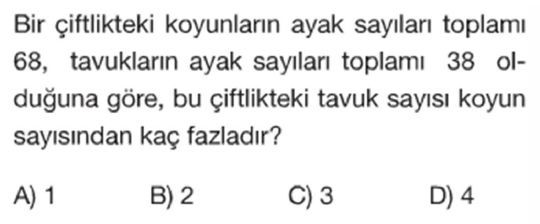 Bir çiftlikteki koyunların ayak sayıları toplamı
68, tavukların ayak sayıları toplamı 38 ol-
duğuna göre, bu çiftlikteki tavuk sayısı koyun
sayısından kaç fazladır?
A) 1 B) 2 C) 3 D) 4